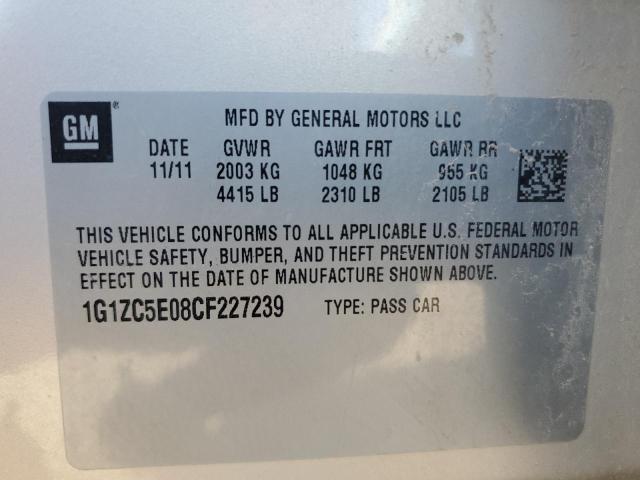 GM®
MFD BY GENERAL MOTORS LLC
DATE GVWR GAWR FRT GAWR RR
11/11 2003 KG 1048 KG 955 KG
4415 LB 2310 LB 2105 LB
THIS VEHICLE CONFORMS TO ALL APPLICABLE U.S. FEDERAL MOTOR
VEHICLE SAFETY, BUMPER, AND THEFT PREVENTION STANDARDS IN
EFFECT ON THE DATE OF MANUFACTURE SHOWN ABOVE.
1G1ZC5E08CF227239 TYPE: PASS CAR